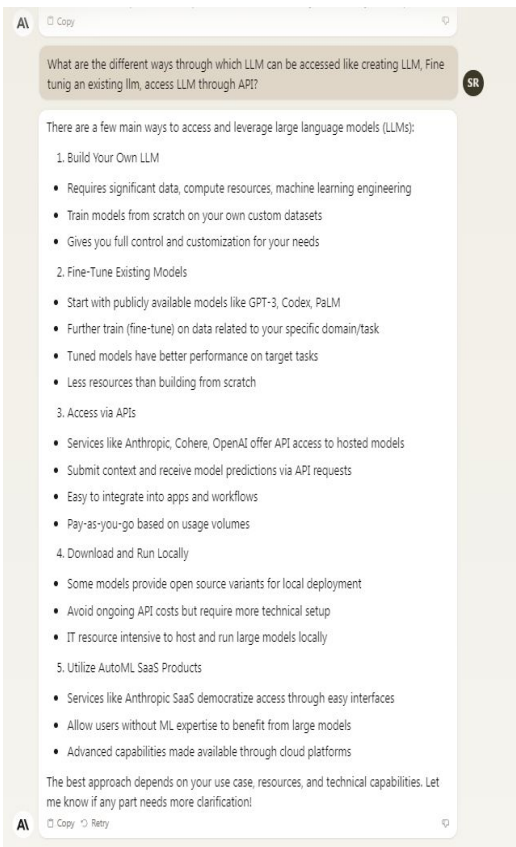 A\
Copy
What are the different ways through which LLM can be accessed like creating LLM, Fine
tunig an existing llm, access LLM through API?
SR
There are a few main ways to access and leverage large language models (LLMs):
1. Build Your Own LLM
• Requires significant data, compute resources, machine learning engineering
• Train models from scratch on your own custom datasets
• Gives you full control and customization for your needs
2. Fine-Tune Existing Models
• Start with publicly available models like GPT-3, Codex, PaLM
• Further train (fine-tune) on data related to your specific domain/task
• Tuned models have better performance on target tasks
• Less resources than building from scratch
3. Access via APIs
• Services like Anthropic, Cohere, OpenAI offer API access to hosted models
• Submit context and receive model predictions via API requests
• Easy to integrate into apps and workflows
• Pay-as-you-go based on usage volumes
4. Download and Run Locally
• Some models provide open source variants for local deployment
• Avoid ongoing API costs but require more technical setup
• IT resource intensive to host and run large models locally
5. Utilize AutoML SaaS Products
• Services like Anthropic SaaS democratize access through easy interfaces
• Allow users without ML expertise to benefit from large models
• Advanced capabilities made available through cloud platforms
The best approach depends on your use case, resources, and technical capabilities. Let
me know if any part needs more clarification!
A\
Copy Retry